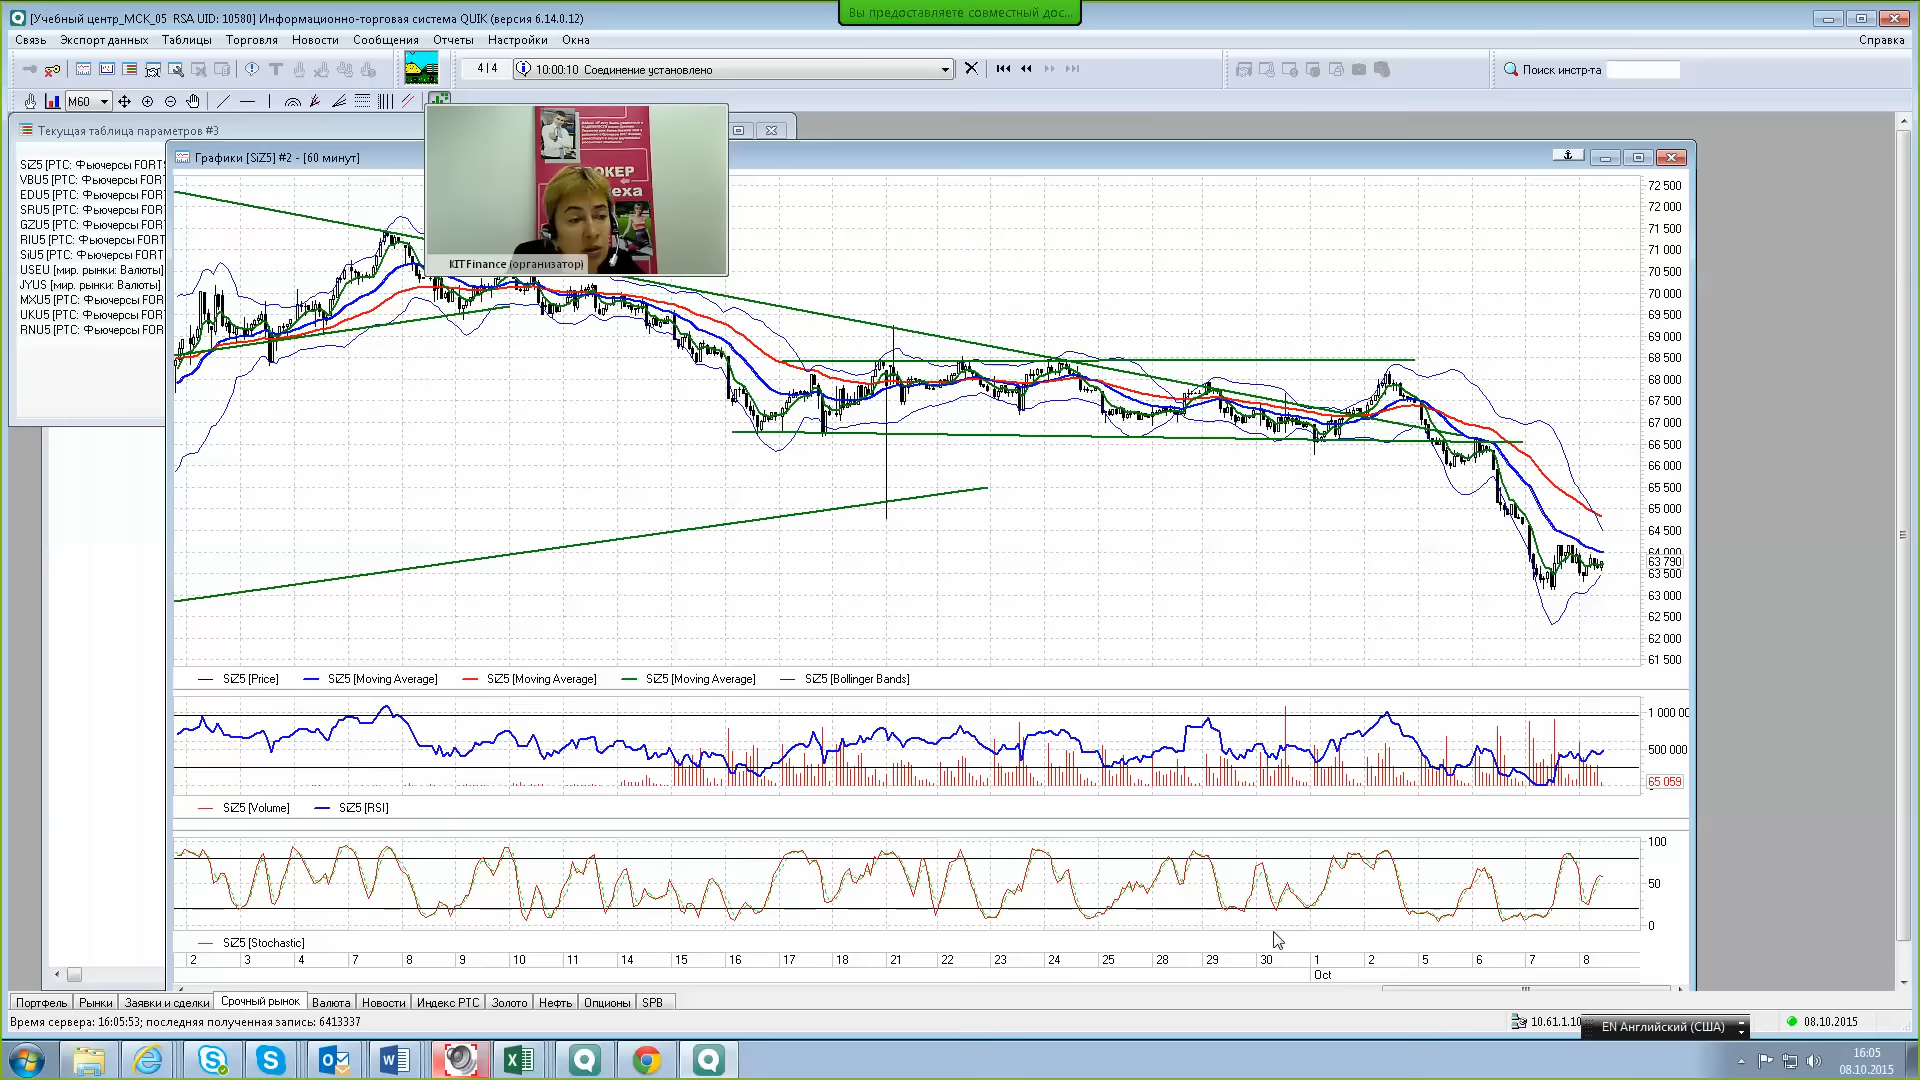 [Учебный центр_МСК_05 RSA UID: 10580] Информационно-торговая система QUIK (версия 6.14.0.12)
Вы предоставляете совместный дос...
Связь Экспорт данных Таблицы Торговля Новости Сообщения Отчеты Настройки Окна Справка
4|4 10:00:10 Соединение установлено
Поиск инстр-та
M60
Текущая таблица параметров #3
Графики [SiZ5] #2 - [60 минут]
SiZ5 [РТС: Фьючерсы FORT
VBU5 [РТС: Фьючерсы FOR
EDU5 [РТС: Фьючерсы FOR
SRU5 [РТС: Фьючерсы FOR
GZU5 [РТС: Фьючерсы FOR
RIU5 [РТС: Фьючерсы FORT
SiU5 [РТС: Фьючерсы FORT
USEU [мир. рынки: Валюты]
JYUS [мир. рынки: Валюты]
MXU5 [РТС: Фьючерсы FOR
UKU5 [РТС: Фьючерсы FOR
RNU5 [РТС: Фьючерсы FOR
KITFinance (организатор)
72 500
72 000
71 500
71 000
70 500
70 000
69 500
69 000
68 500
68 000
67 500
67 000
66 500
66 000
65 500
65 000
64 500
64 000
63 790
63 500
63 000
62 500
62 000
61 500
SiZ5 [Price] SiZ5 [Moving Average] SiZ5 [Moving Average] SiZ5 [Moving Average] SiZ5 [Bollinger Bands]
1 000 00
500 000
65 059
SiZ5 [Volume] SiZ5 [RSI]
100
50
0
SiZ5 [Stochastic]
2 3 4 7 8 9 10 11 14 15 16 17 18 21 22 23 24 25 28 29 30 1 2 5 6 7 8
Oct
Портфель Рынки Заявки и сделки Срочный рынок Валюта Новости Индекс РТС Золото Нефть Опционы SPB
Время сервера: 16:05:53; последняя полученная запись: 6413337
10.61.1.10
EN Английский (США)
08.10.2015
16:05
08.10.2015